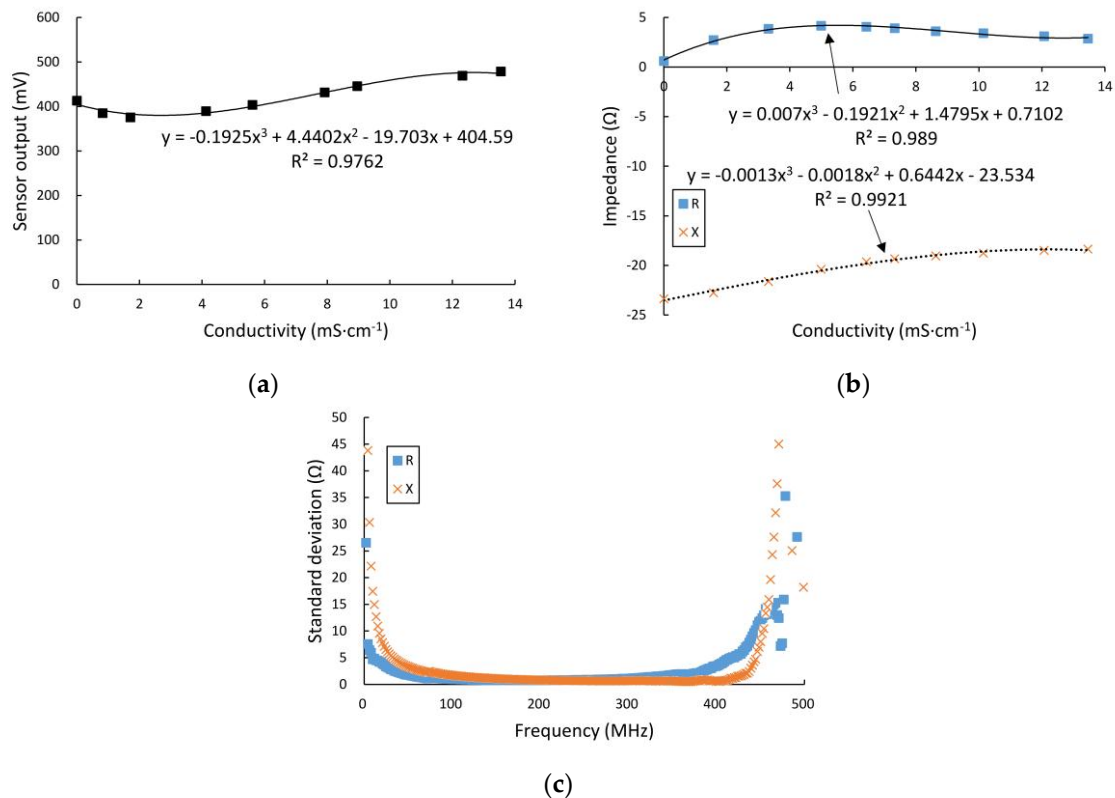 600
500
400
300
200
100
0
Sensor output (mV)
y = -0.1925x³ + 4.4402x² - 19.703x + 404.59
R² = 0.9762
0 2 4 6 8 10 12 14
Conductivity (mS·cm⁻¹)
(a)
5
0
-5
-10
-15
-20
-25
Impedance (Ω)
0 2 4 6 8 10 12 14
y = 0.007x³ - 0.1921x² + 1.4795x + 0.7102
R² = 0.989
y = -0.0013x³ - 0.0018x² + 0.6442x - 23.534
R² = 0.9921
R
X
Conductivity (mS·cm⁻¹)
(b)
50
45
40
35
30
25
20
15
10
5
0
Standard deviation (Ω)
R
X
0 100 200 300 400 500
Frequency (MHz)
(c)